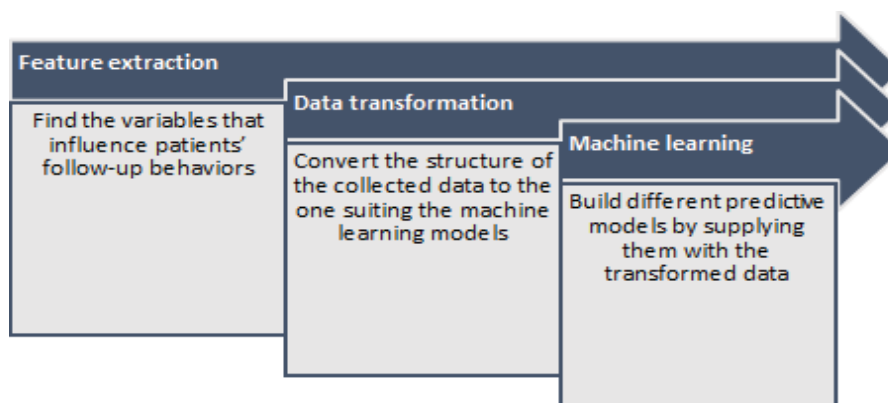 Feature extraction
Find the variables that
influence patients’
follow-up behaviors
Data transformation
Convert the structure of
the collected data to the
one suiting the machine
learning models
Machine learning
Build different predictive
models by supplying
them with the
transformed data